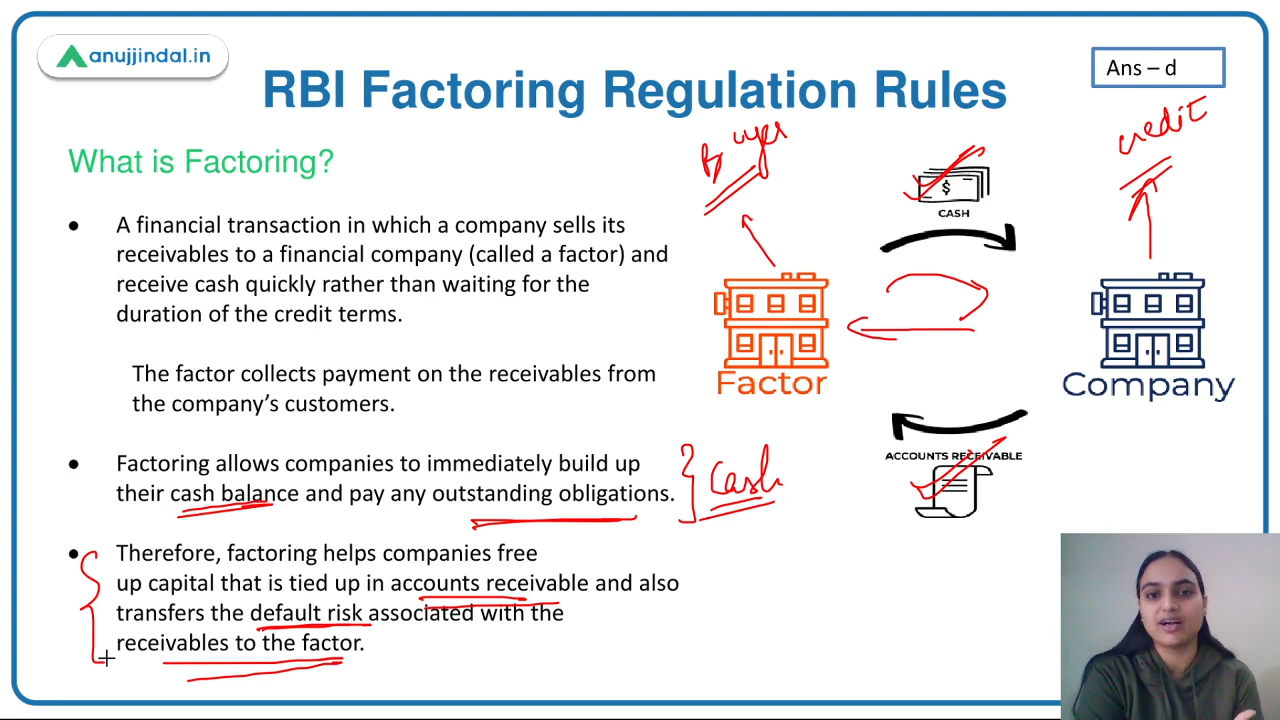 anujjindal.in
RBI Factoring Regulation Rules
Ans – d
What is Factoring?
Buyer
credit
$
CASH
● A financial transaction in which a company sells its
receivables to a financial company (called a factor) and
receive cash quickly rather than waiting for the
duration of the credit terms.
The factor collects payment on the receivables from
the company's customers.
Factor
Company
● Factoring allows companies to immediately build up
their cash balance and pay any outstanding obligations.
Cash
ACCOUNTS RECEIVABLE
● Therefore, factoring helps companies free
up capital that is tied up in accounts receivable and also
transfers the default risk associated with the
receivables to the factor.